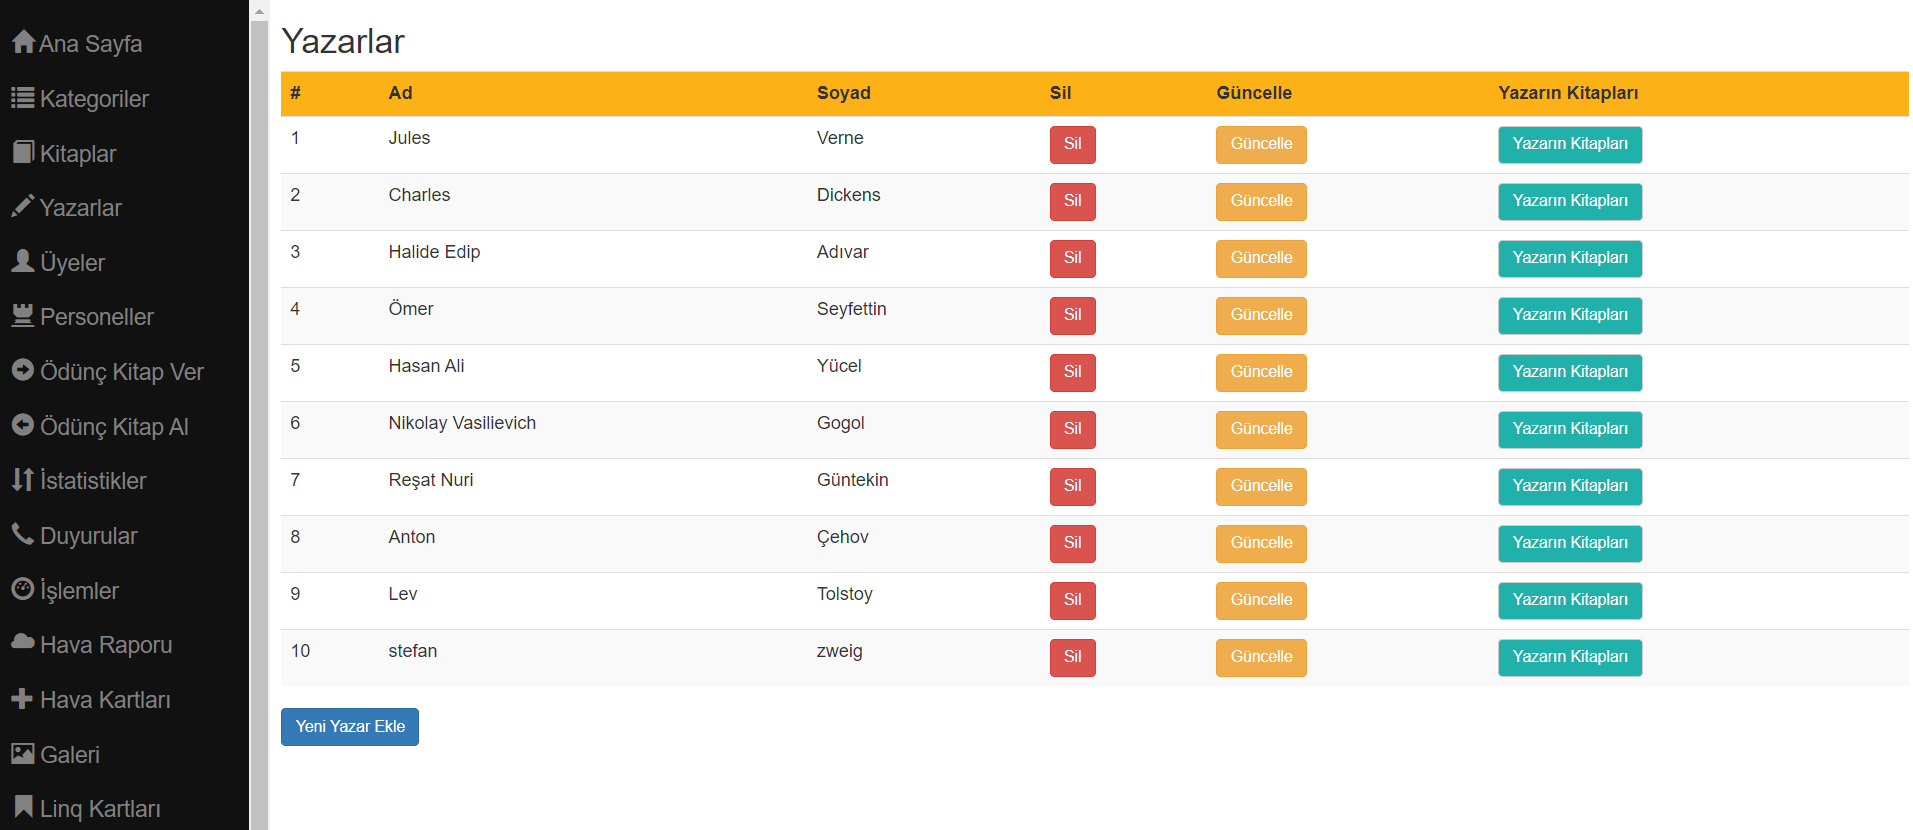 Ana Sayfa
Kategoriler
Kitaplar
Yazarlar
Üyeler
Personeller
Ödünç Kitap Ver
Ödünç Kitap Al
İstatistikler
Duyurular
İşlemler
Hava Raporu
Hava Kartları
Galeri
Linq Kartları
Yazarlar
# Ad Soyad Sil Güncelle Yazarın Kitapları
1 Jules Verne Sil Güncelle Yazarın Kitapları
2 Charles Dickens Sil Güncelle Yazarın Kitapları
3 Halide Edip Adıvar Sil Güncelle Yazarın Kitapları
4 Ömer Seyfettin Sil Güncelle Yazarın Kitapları
5 Hasan Ali Yücel Sil Güncelle Yazarın Kitapları
6 Nikolay Vasilievich Gogol Sil Güncelle Yazarın Kitapları
7 Reşat Nuri Güntekin Sil Güncelle Yazarın Kitapları
8 Anton Çehov Sil Güncelle Yazarın Kitapları
9 Lev Tolstoy Sil Güncelle Yazarın Kitapları
10 stefan zweig Sil Güncelle Yazarın Kitapları
Yeni Yazar Ekle